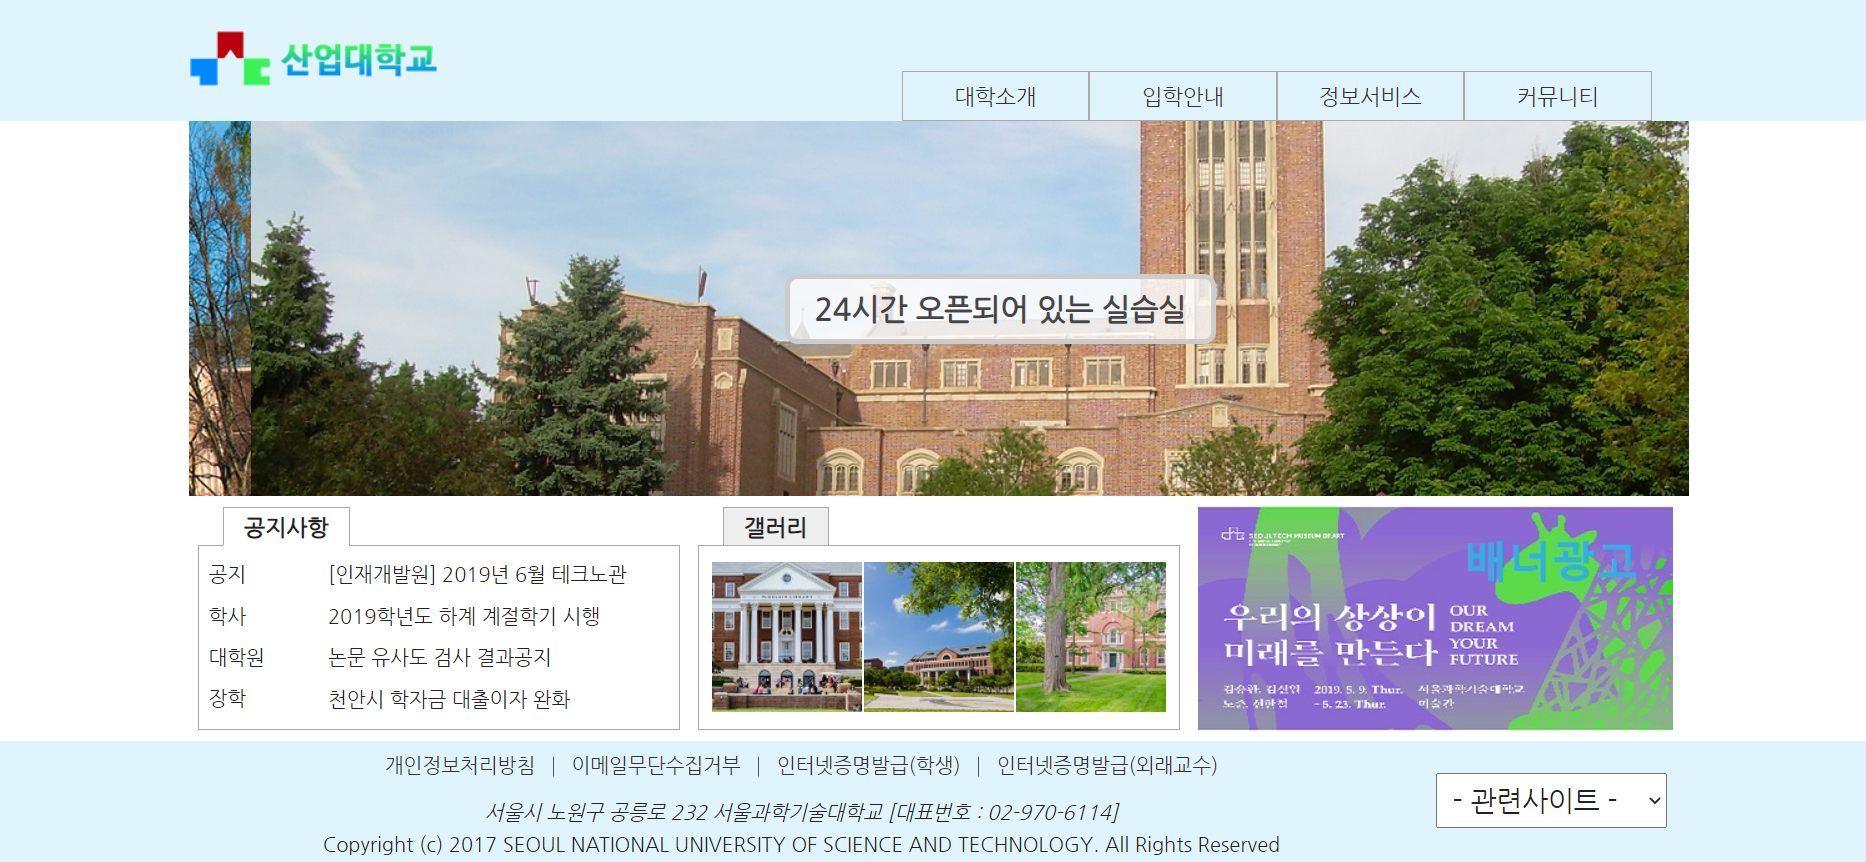 산업대학교
대학소개 입학안내 정보서비스 커뮤니티
24시간 오픈되어 있는 실습실
공지사항
공지 [인재개발원] 2019년 6월 테크노관
학사 2019학년도 하계 계절학기 시행
대학원 논문 유사도 검사 결과공지
장학 천안시 학자금 대출이자 완화
갤러리
SEOULTECH MUSEUM OF ART
배너광고
우리의 상상이
미래를 만든다
OUR
DREAM
YOUR
FUTURE
2019. 5. 9. Thur.
- 5. 23. Thur.
서울과학기술대학교
미술관
개인정보처리방침 | 이메일무단수집거부 | 인터넷증명발급(학생) | 인터넷증명발급(외래교수)
서울시 노원구 공릉로 232 서울과학기술대학교 [대표번호 : 02-970-6114]
Copyright (c) 2017 SEOUL NATIONAL UNIVERSITY OF SCIENCE AND TECHNOLOGY. All Rights Reserved
- 관련사이트 -